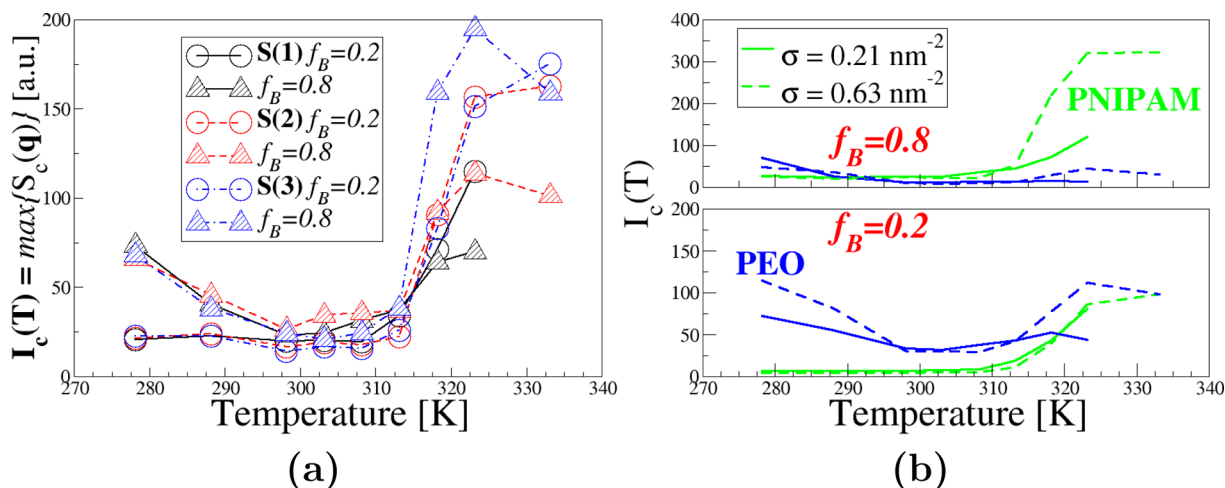 200
150
100
50
0
I_c(T) = max{S_c(q)} [a.u.]
S(1) f_B=0.2
f_B=0.8
S(2) f_B=0.2
f_B=0.8
S(3) f_B=0.2
f_B=0.8
270 280 290 300 310 320 330 340
Temperature [K]
(a)
400
300
200
100
0
σ = 0.21 nm⁻²
σ = 0.63 nm⁻²
PNIPAM
f_B=0.8
I_c(T)
200
150
100
50
0
f_B=0.2
PEO
270 280 290 300 310 320 330 340
Temperature [K]
(b)